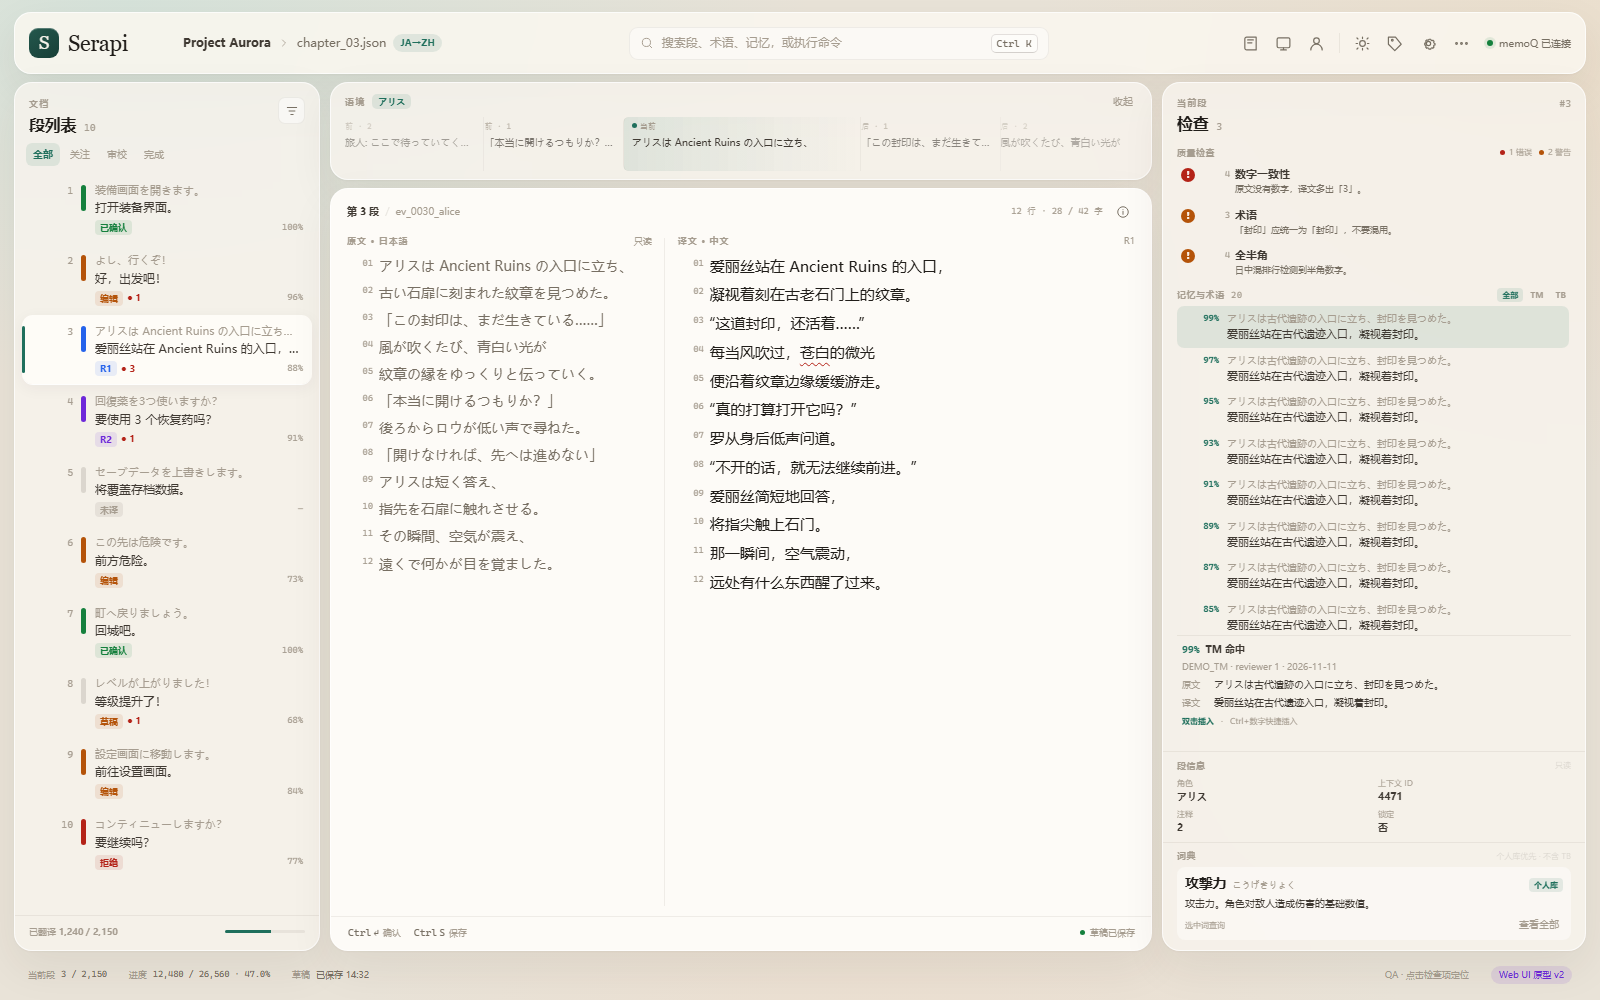 S Serapi
Project Aurora › chapter_03.json JA→ZH
搜索段、术语、记忆，或执行命令 Ctrl K
memoQ 已连接
文档
段列表 10
全部 关注 审校 完成
1 装備画面を開きます。
打开装备界面。
已确认 100%
2 よし、行くぞ！
好，出发吧！
编辑 1 96%
3 アリスは Ancient Ruins の入口に立ち…
爱丽丝站在 Ancient Ruins 的入口，…
R1 3 88%
4 回復薬を3つ使いますか？
要使用 3 个恢复药吗？
R2 1 91%
5 セーブデータを上書きします。
将覆盖存档数据。
未译 —
6 この先は危険です。
前方危险。
编辑 73%
7 町へ戻りましょう。
回城吧。
已确认 100%
8 レベルが上がりました！
等级提升了！
草稿 1 68%
9 設定画面に移動します。
前往设置画面。
编辑 84%
10 コンティニューしますか？
要继续吗？
拒绝 77%
已翻译 1,240 / 2,150
语境 アリス 收起
前 · 2
旅人: ここで待っていてく…
前 · 1
「本当に開けるつもりか？…
当前
アリスは Ancient Ruins の入口に立ち、
· 1
「この封印は、まだ生きて…
· 2
風が吹くたび、青白い光が
第 3 段 / ev_0030_alice 12 行 · 28 / 42 字
原文 • 日本語 只读
01 アリスは Ancient Ruins の入口に立ち、
02 古い石扉に刻まれた紋章を見つめた。
03 「この封印は、まだ生きている……」
04 風が吹くたび、青白い光が
05 紋章の縁をゆっくりと伝っていく。
06 「本当に開けるつもりか？」
07 後ろからロウが低い声で尋ねた。
08 「開けなければ、先へは進めない」
09 アリスは短く答え、
10 指先を石扉に触れさせる。
11 その瞬間、空気が震え、
12 遠くで何かが目を覚ました。
译文 • 中文 R1
01 爱丽丝站在 Ancient Ruins 的入口，
02 凝视着刻在古老石门上的纹章。
03 “这道封印，还活着……”
04 每当风吹过，苍白的微光
05 便沿着纹章边缘缓缓游走。
06 “真的打算打开它吗？”
07 罗从身后低声问道。
08 “不开的话，就无法继续前进。”
09 爱丽丝简短地回答，
10 将指尖触上石门。
11 那一瞬间，空气震动，
12 远处有什么东西醒了过来。
Ctrl ↵ 确认 Ctrl S 保存 草稿已保存
当前段 #3
检查 3
质量检查 1 错误 2 警告
4 数字一致性
原文没有数字，译文多出「3」。
3 术语
「封印」应统一为「封印」，不要混用。
4 全半角
日中混排行检测到半角数字。
记忆与术语 20 全部 TM TB
99% アリスは古代遺跡の入口に立ち、封印を見つめた。
爱丽丝站在古代遗迹入口，凝视着封印。
97% アリスは古代遺跡の入口に立ち、封印を見つめた。
爱丽丝站在古代遗迹入口，凝视着封印。
95% アリスは古代遺跡の入口に立ち、封印を見つめた。
爱丽丝站在古代遗迹入口，凝视着封印。
93% アリスは古代遺跡の入口に立ち、封印を見つめた。
爱丽丝站在古代遗迹入口，凝视着封印。
91% アリスは古代遺跡の入口に立ち、封印を見つめた。
爱丽丝站在古代遗迹入口，凝视着封印。
89% アリスは古代遺跡の入口に立ち、封印を見つめた。
爱丽丝站在古代遗迹入口，凝视着封印。
87% アリスは古代遺跡の入口に立ち、封印を見つめた。
爱丽丝站在古代遗迹入口，凝视着封印。
85% アリスは古代遺跡の入口に立ち、封印を見つめた。
爱丽丝站在古代遗迹入口，凝视着封印。
99% TM 命中
DEMO_TM · reviewer 1 · 2026-11-11
原文 アリスは古代遺跡の入口に立ち、封印を見つめた。
译文 爱丽丝站在古代遗迹入口，凝视着封印。
双击插入 · Ctrl+数字快捷插入
段信息 只读
角色 上下文 ID
アリス 4471
注释 锁定
2 否
词典 个人库优先 · 不含 TB
攻撃力 こうげきりょく 个人库
攻击力。角色对敌人造成伤害的基础数值。
选中词查询 查看全部
当前段 3 / 2,150 进度 12,480 / 26,560 · 47.0% 草稿 已保存 14:32
QA · 点击检查项定位 Web UI 原型 v2